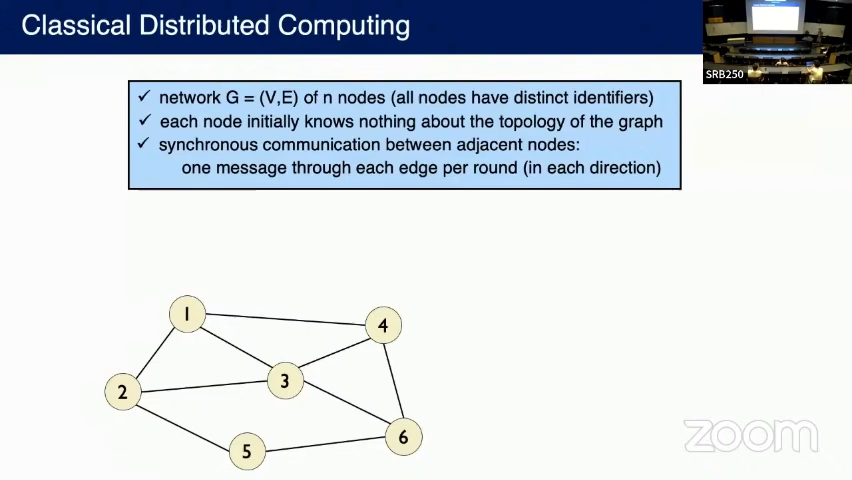 Classical Distributed Computing
SRB250
✓ network G = (V,E) of n nodes (all nodes have distinct identifiers)
✓ each node initially knows nothing about the topology of the graph
✓ synchronous communication between adjacent nodes:
one message through each edge per round (in each direction)
1
4
3
2
6
5
zoom